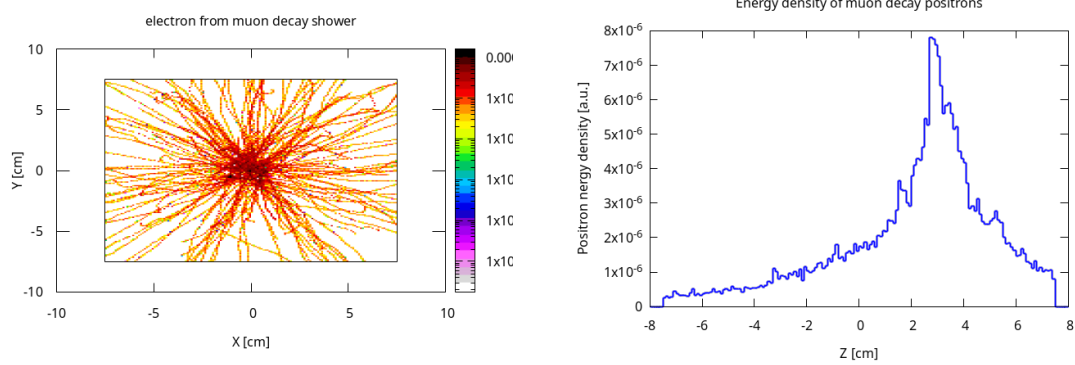 electron from muon decay shower
10
5
0
-5
-10
-10
-5
0
5
10
Y [cm]
X [cm]
0.00
1x10
1x10
1x10
1x10
1x10
1x10
Energy density of muon decay positrons
8x10⁻⁶
7x10⁻⁶
6x10⁻⁶
5x10⁻⁶
4x10⁻⁶
3x10⁻⁶
2x10⁻⁶
1x10⁻⁶
0
-8
-6
-4
-2
0
2
4
6
8
Positron nergy density [a.u.]
Z [cm]